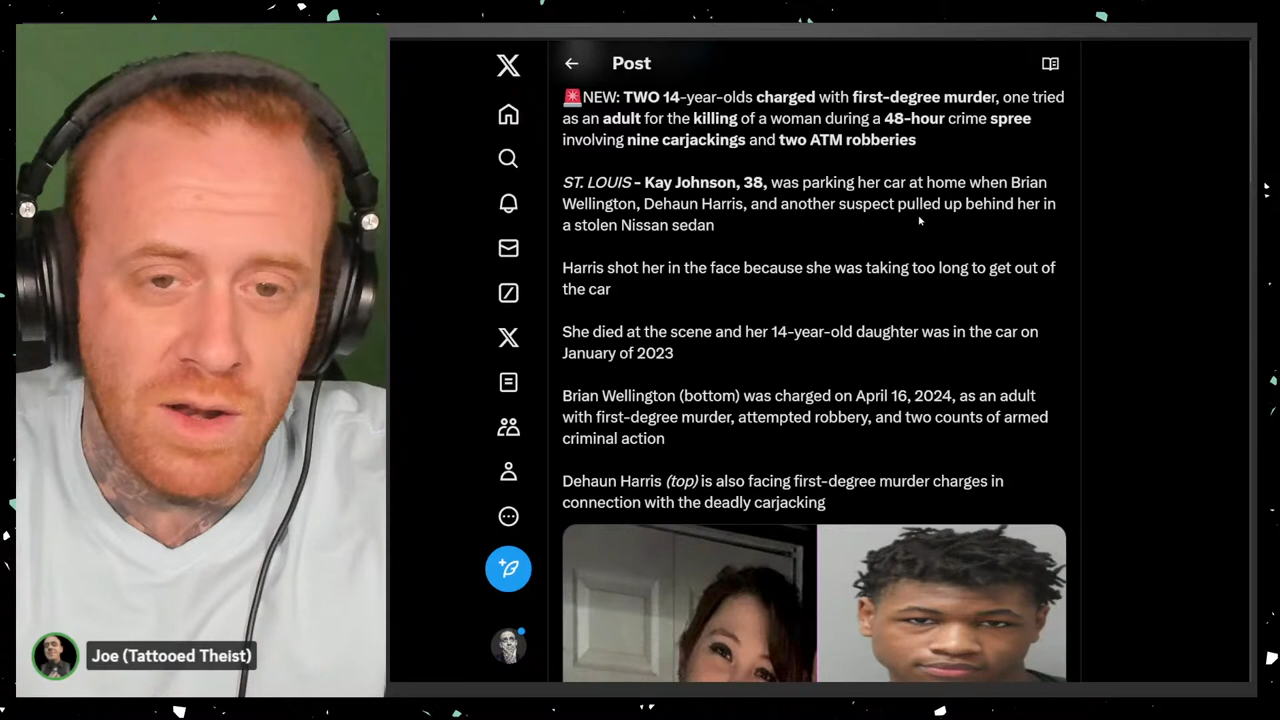 Post
🚨NEW: TWO 14-year-olds charged with first-degree murder, one tried
as an adult for the killing of a woman during a 48-hour crime spree
involving nine carjackings and two ATM robberies
ST. LOUIS - Kay Johnson, 38, was parking her car at home when Brian
Wellington, Dehaun Harris, and another suspect pulled up behind her in
a stolen Nissan sedan
Harris shot her in the face because she was taking too long to get out of
the car
She died at the scene and her 14-year-old daughter was in the car on
January of 2023
Brian Wellington (bottom) was charged on April 16, 2024, as an adult
with first-degree murder, attempted robbery, and two counts of armed
criminal action
Dehaun Harris (top) is also facing first-degree murder charges in
connection with the deadly carjacking
Joe (Tattooed Theist)